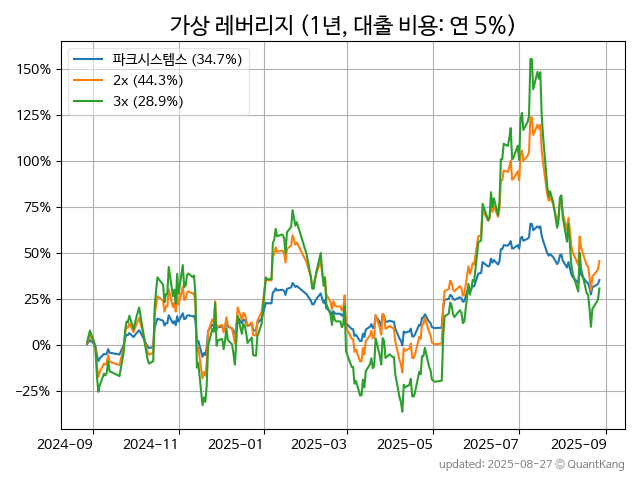 가상 레버리지 (1년, 대출 비용: 연 5%)
파크시스템스 (34.7%)
2x (44.3%)
3x (28.9%)
150%
125%
100%
75%
50%
25%
0%
−25%
2024-09 2024-11 2025-01 2025-03 2025-05 2025-07 2025-09
updated: 2025-08-27 © QuantKang